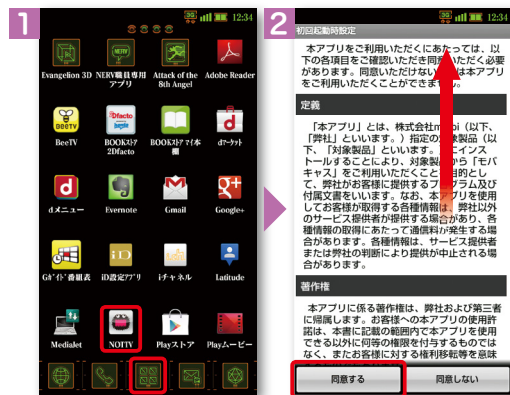 1
3G 12:34
Evangelion 3D
NERV職員専用
アプリ
Attack of the
8th Angel
Adobe Reader
BeeTV
BeeTV
Dfacto
BOOKｽﾄｱ
2Dfacto
BOOKｽﾄｱ マイ本
棚
dﾏｰｹｯﾄ
dメニュー
Evernote
Gmail
Google+
Gｶﾞｲﾄﾞ番組表
iD
iD設定ｱﾌﾟﾘ
iチャネル
Latitude
MediaJet
NOTTV
Playストア
Playムービー
2
3G 12:34
初回起動時設定
本アプリをご利用いただくにあたっては、以
下の各項目をご確認いただき同
いただく必要
があります。同意いただけない
は本アプリ
をご利用いただくことができま
ん。
定義
「本アプリ」とは、株式会社m
bi（以下、
「弊社」といいます。）指定の
製品（以
下、「対象製品」といいます。
にインス
トールすることにより、対象製
から「モバ
キャス」をご利用いただくこと
目的とし
て、弊社がお客様に提供するプログラム及び
付属文書をいいます。なお、本アプリを使用
してお客様が取得する各種情報は、弊社以外
のサービス提供者が提供する場合があり、各
種情報の取得にあたって通信料が発生する場
合があります。各種情報は、サービス提供者
または弊社の判断により提供が中止される場
合があります。
著作権
本アプリに係る著作権は、弊社および第三者
に帰属します。お客様への本アプリの使用許
諾は、本書に記載の範囲内で本アプリを使用
できる以外に何等の権限を付与するものでは
なく、またお客様に対する権利移転等を意味
同意する
同意しない